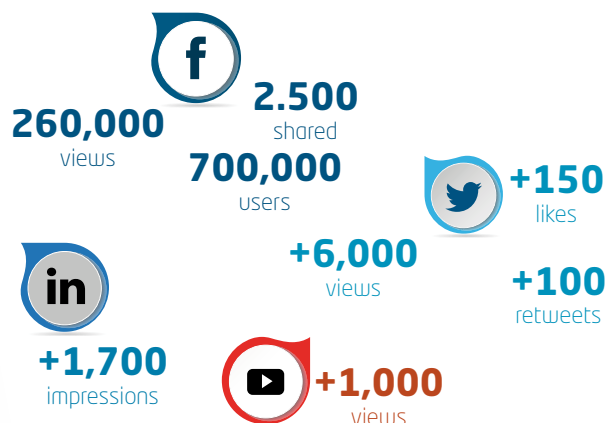 f
2.500
shared
260,000
views
700,000
users
+150
likes
+6,000
views
+100
retweets
in
+1,700
impressions
+1,000
views